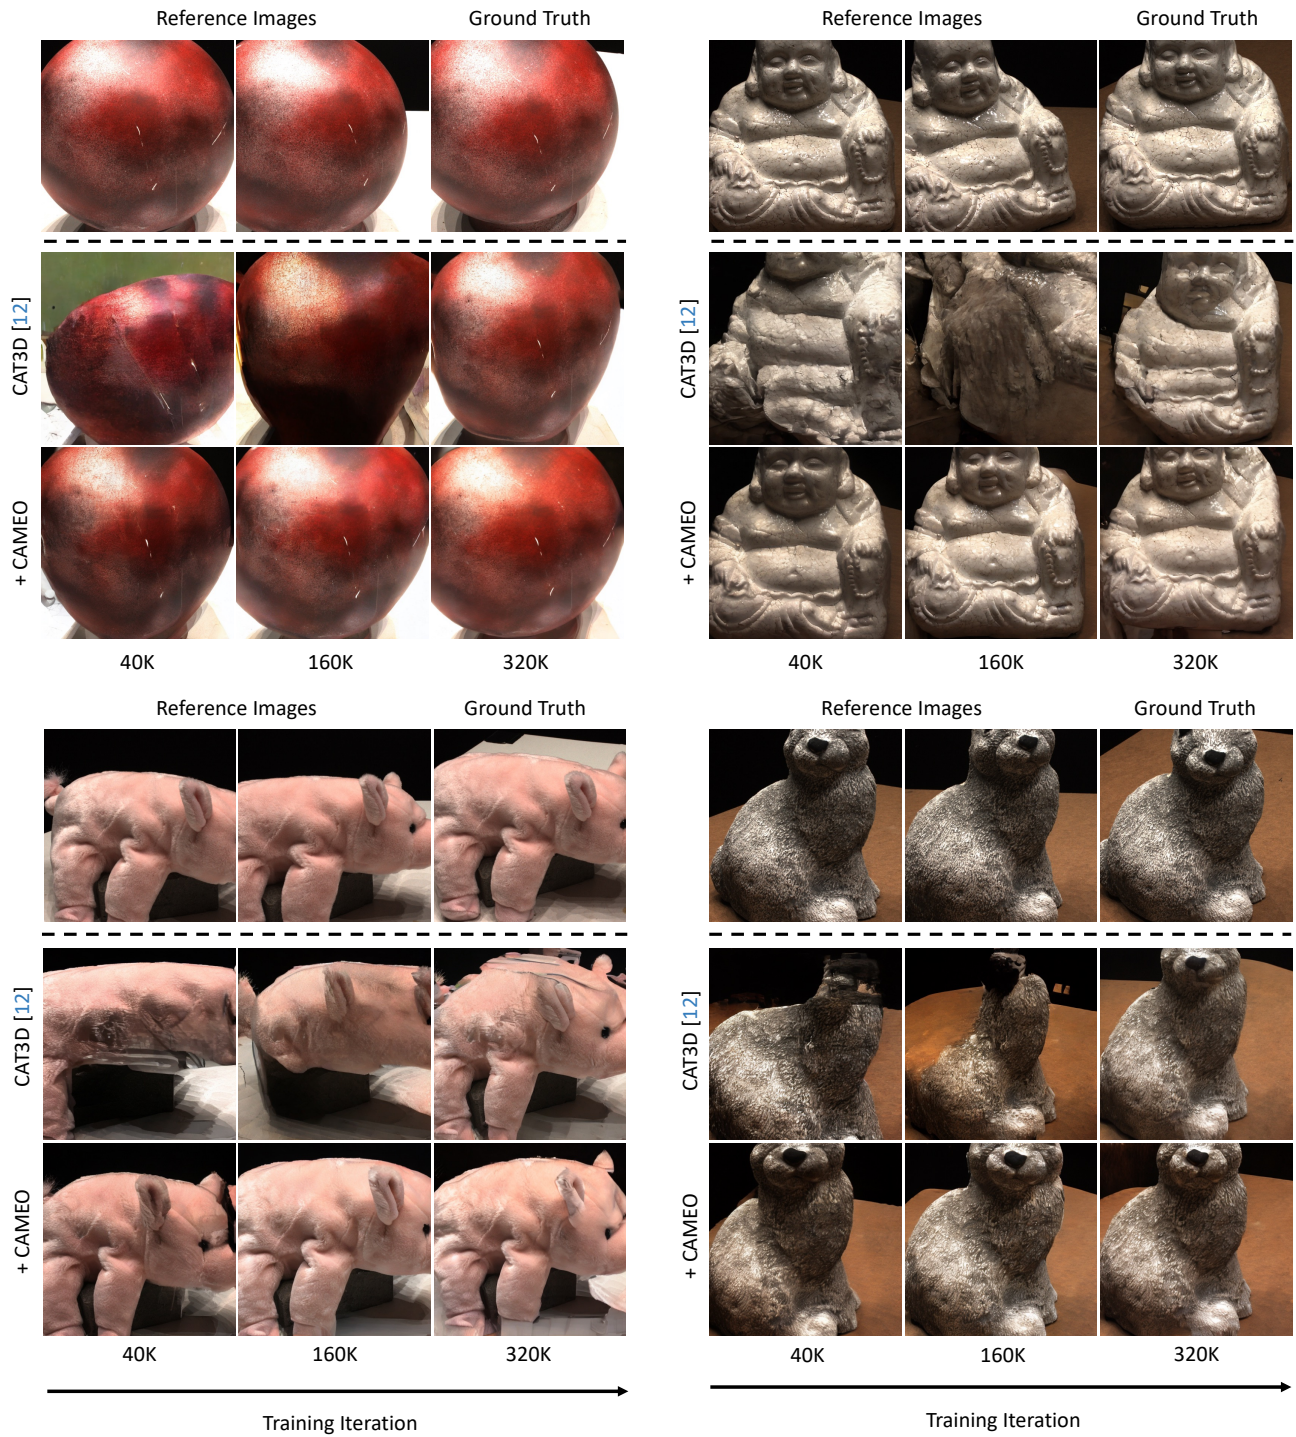 Reference Images
Ground Truth
CAT3D [12]
+ CAMEO
40K
160K
320K
Reference Images
Ground Truth
CAT3D [12]
+ CAMEO
40K
160K
320K
Reference Images
Ground Truth
CAT3D [12]
+ CAMEO
40K
160K
320K
Training Iteration
Reference Images
Ground Truth
CAT3D [12]
+ CAMEO
40K
160K
320K
Training Iteration